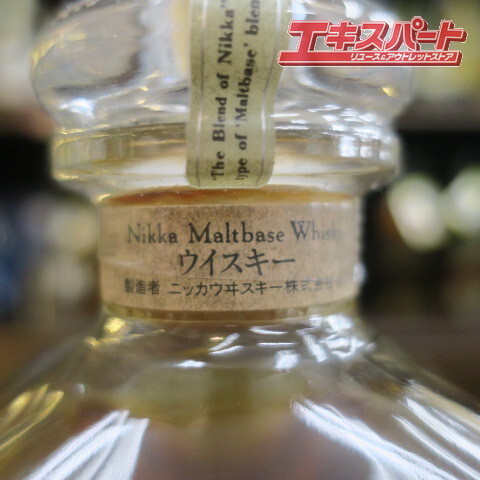 エキスパート
リユース&アウトレットストア
The Blend of Nikka"
type of 'Maltbase' blen
Nikka Maltbase Whisky
ウイスキー
製造者 ニッカウヰスキー株式会社